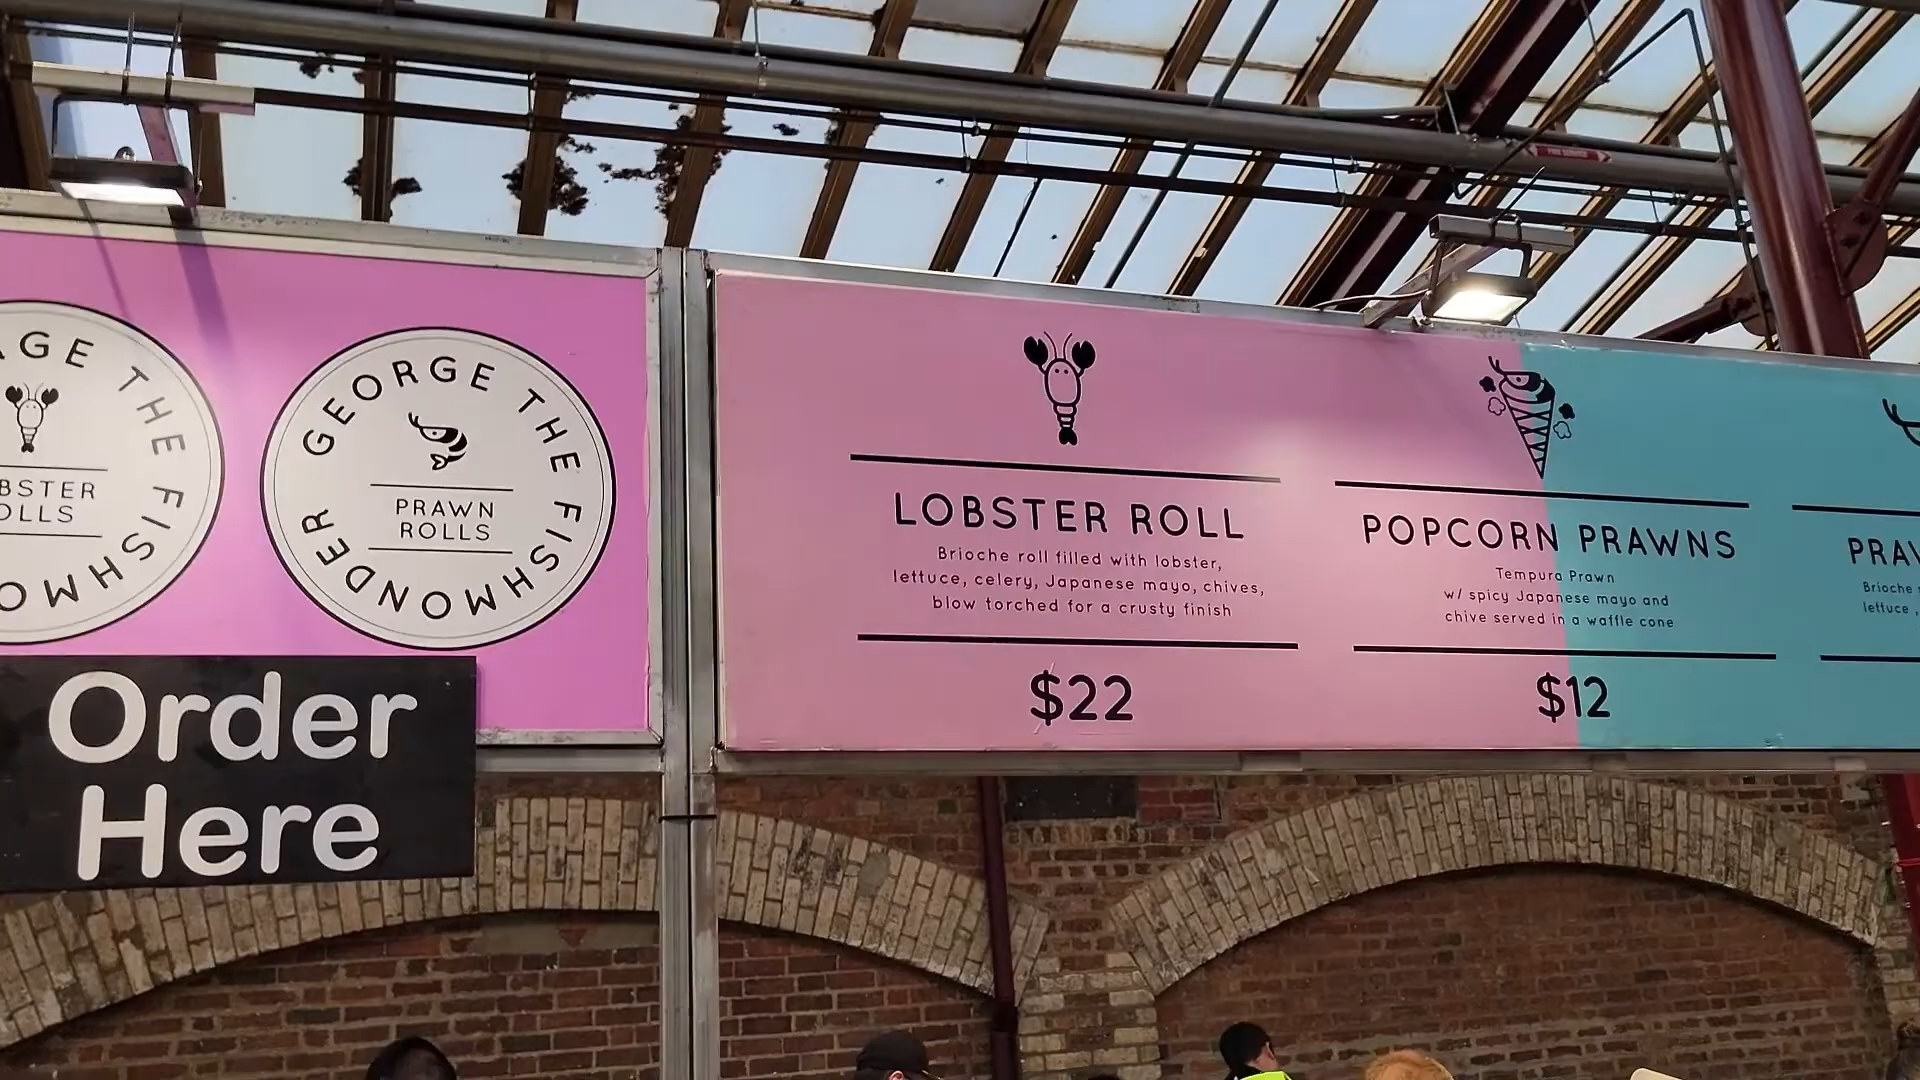 GEORGE THE FISHMONDER
PRAWN
ROLLS
THE
Order
Here
LOBSTER ROLL
Brioche roll filled with lobster,
lettuce, celery, Japanese mayo, chives,
blow torched for a crusty finish
$22
POPCORN PRAWNS
Tempura Prawn
w/ spicy Japanese mayo and
chive served in a waffle cone
$12
Brioche
lettuce ,